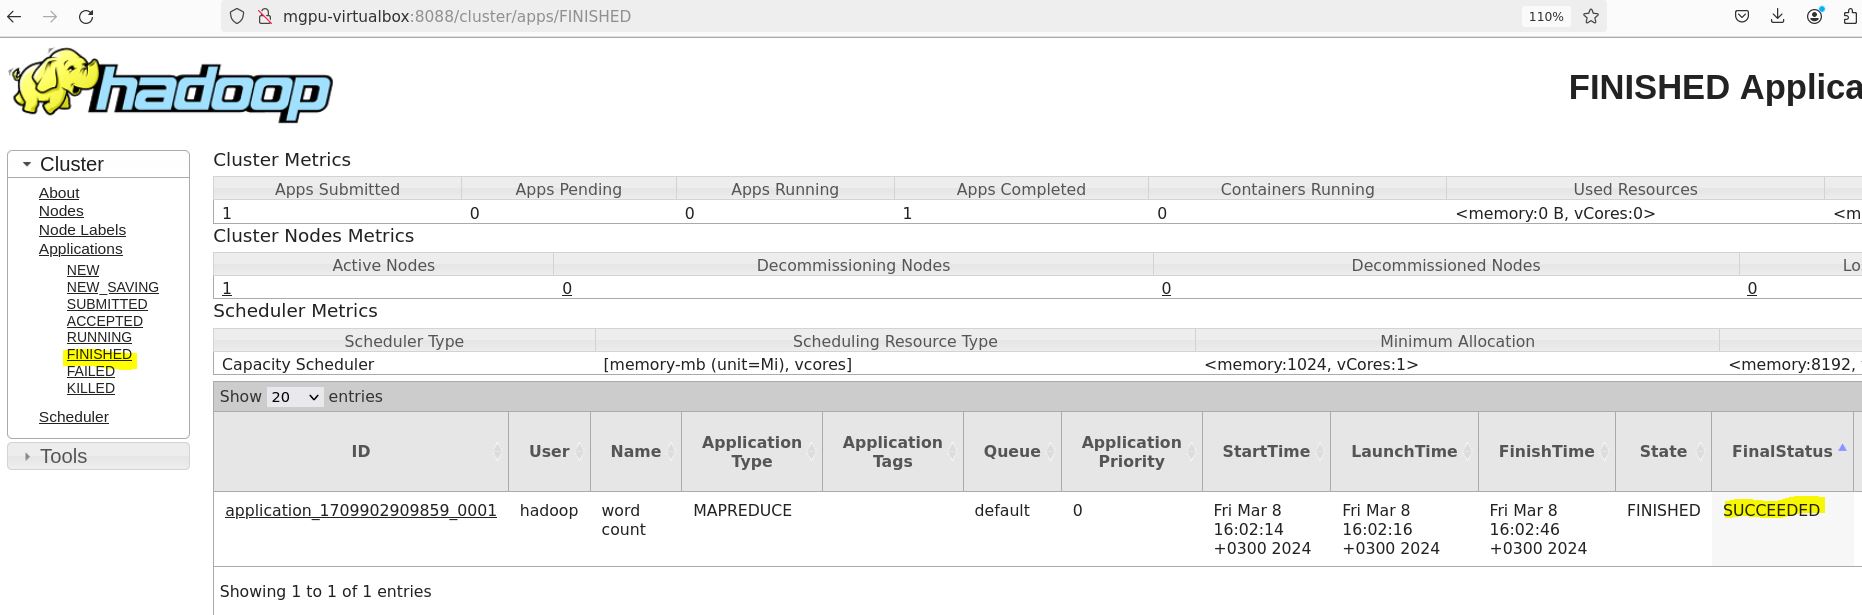 mgpu-virtualbox:8088/cluster/apps/FINISHED 110%
hadoop
FINISHED Applica
Cluster
About
Nodes
Node Labels
Applications
NEW
NEW_SAVING
SUBMITTED
ACCEPTED
RUNNING
FINISHED
FAILED
KILLED
Scheduler
Tools
Cluster Metrics
Apps Submitted Apps Pending Apps Running Apps Completed Containers Running Used Resources
1 0 0 1 0 <memory:0 B, vCores:0> <m
Cluster Nodes Metrics
Active Nodes Decommissioning Nodes Decommissioned Nodes Lo
1 0 0 0
Scheduler Metrics
Scheduler Type Scheduling Resource Type Minimum Allocation
Capacity Scheduler [memory-mb (unit=Mi), vcores] <memory:1024, vCores:1> <memory:8192,
Show 20 entries
ID User Name Application Type Application Tags Queue Application Priority StartTime LaunchTime FinishTime State FinalStatus
application_1709902909859_0001 hadoop word MAPREDUCE default 0 Fri Mar 8 Fri Mar 8 Fri Mar 8 FINISHED SUCCEEDED
count 16:02:14 16:02:16 16:02:46
+0300 2024 +0300 2024 +0300 2024
Showing 1 to 1 of 1 entries